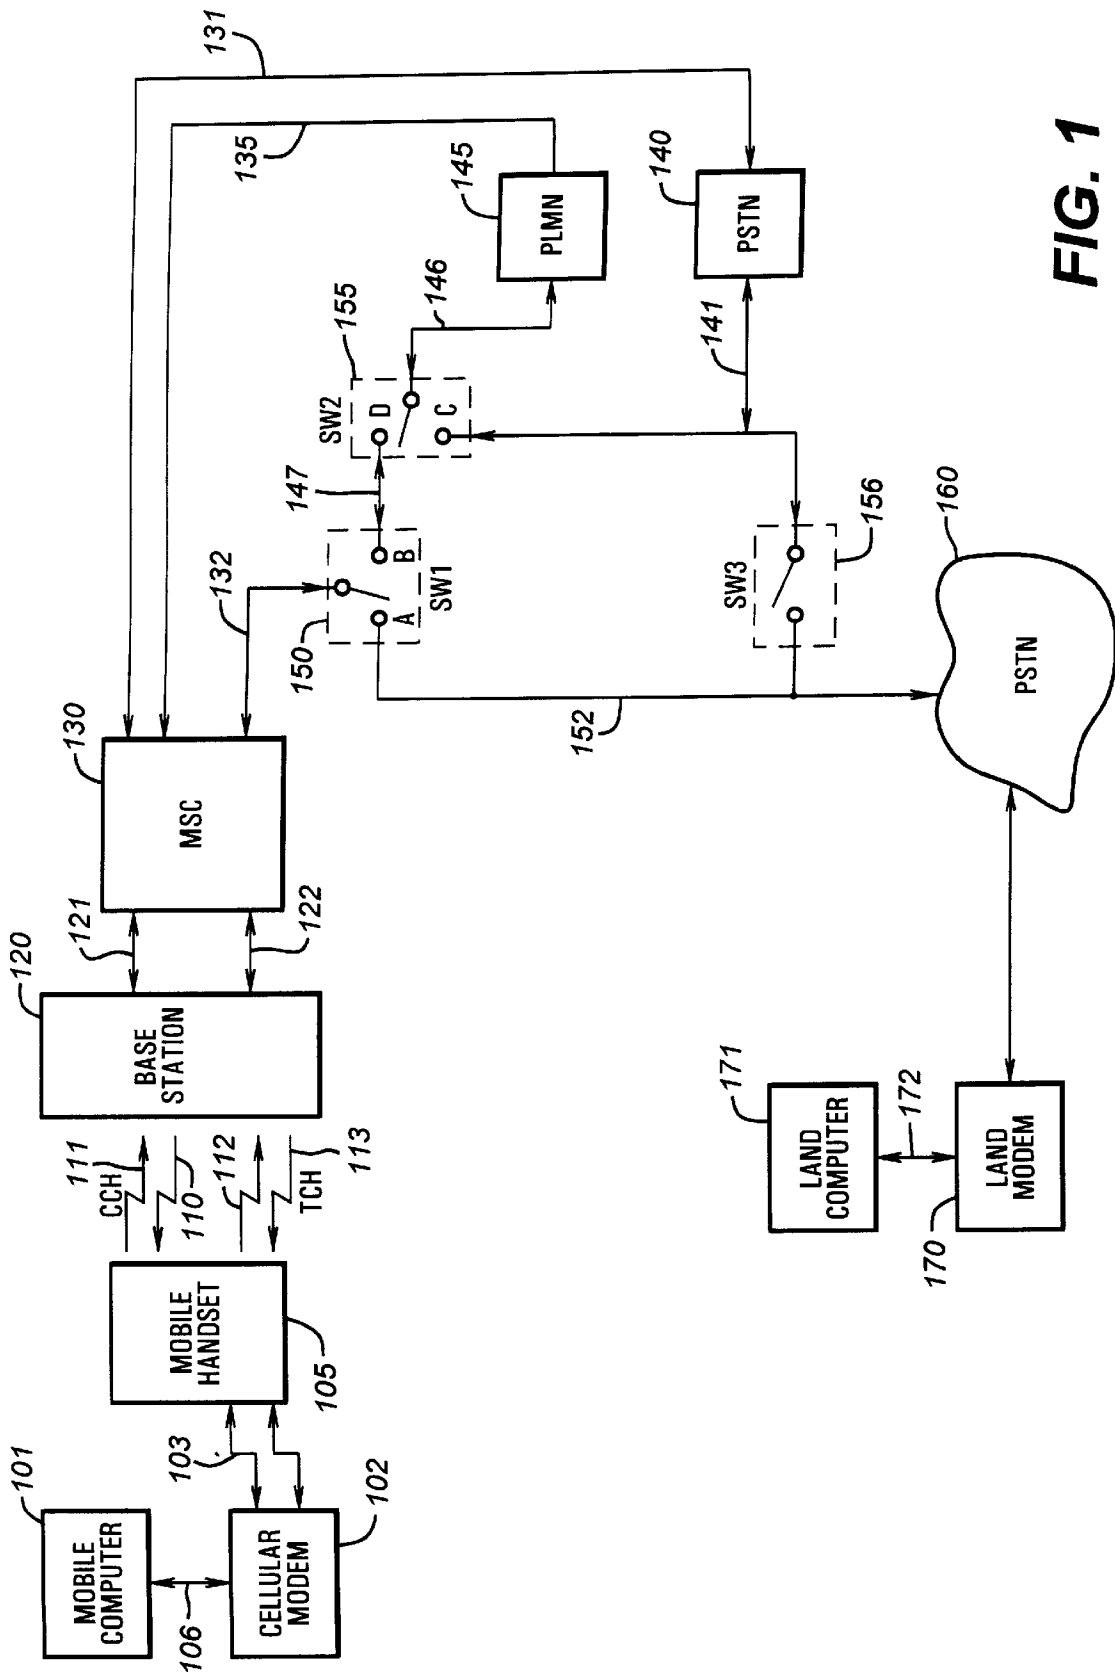 101
MOBILE
COMPUTER
106
CELLULAR
MODEM
102
103
MOBILE
HANDSET
105
CCH
111
110
112
TCH
113
120
BASE
STATION
121
122
130
MSC
132
150
A
B
SW1
147
SW2
D
C
155
146
135
131
145
PLMN
140
PSTN
141
152
SW3
156
160
PSTN
171
LAND
COMPUTER
172
LAND
MODEM
170
FIG. 1